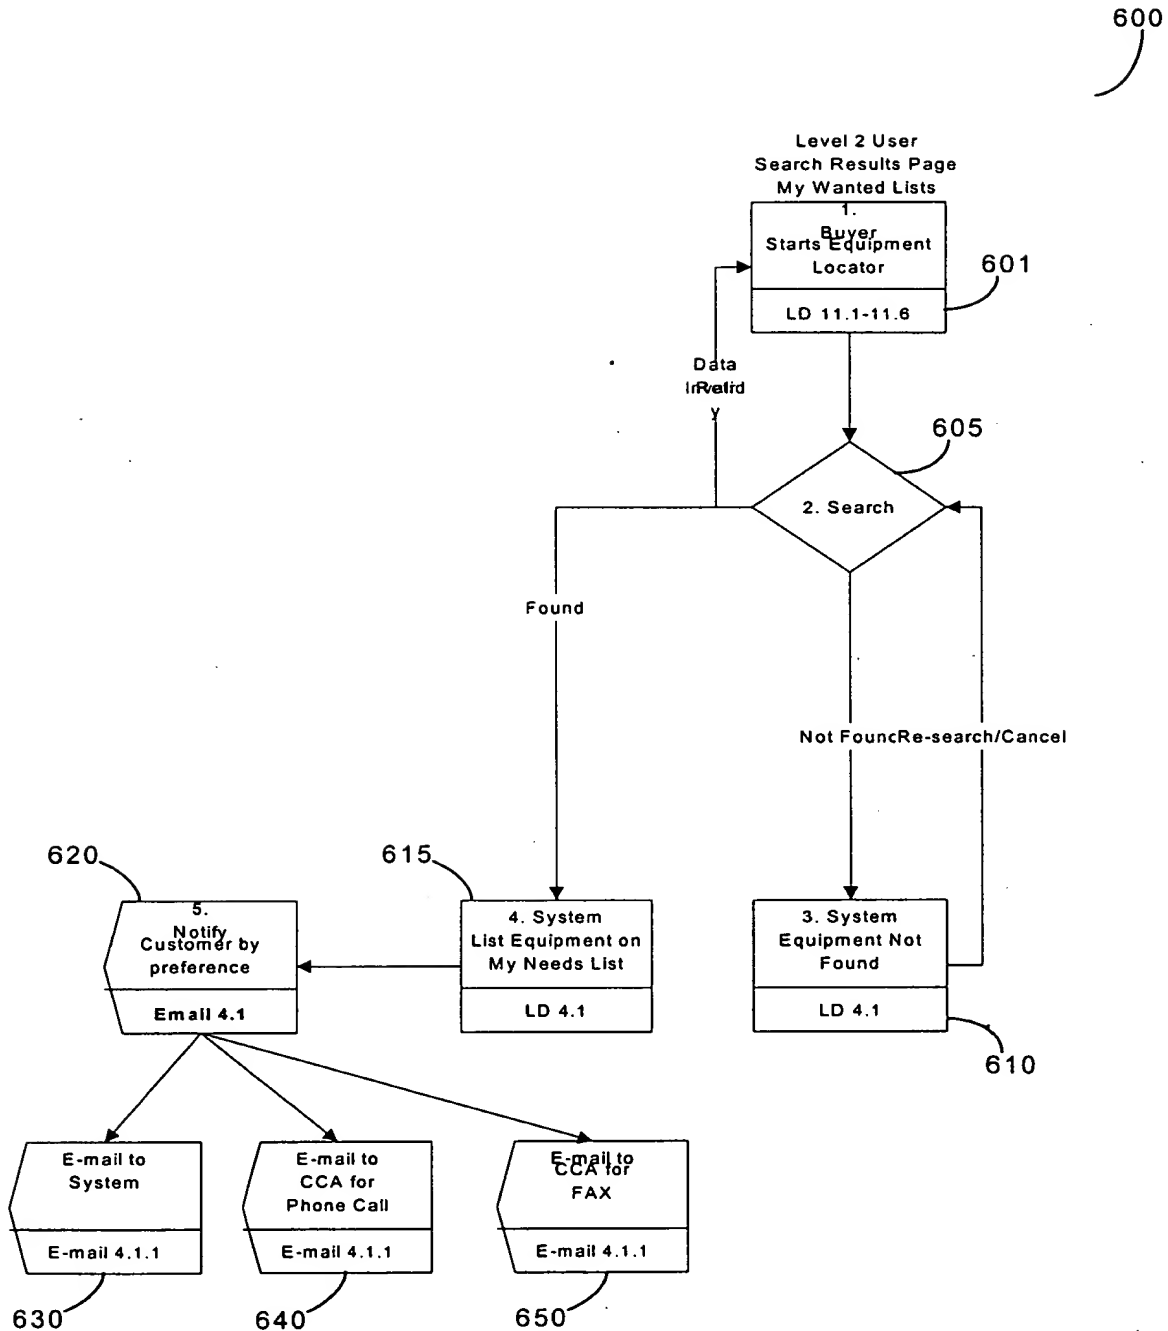 600
Level 2 User
Search Results Page
My Wanted Lists
1.
Buyer
Starts Equipment
Locator
601
LD 11.1-11.6
Data
Invalid
Retry
605
2. Search
Found
Not Found
Re-search/Cancel
620
615
5.
Notify
Customer by
preference
Email 4.1
4. System
List Equipment on
My Needs List
LD 4.1
3. System
Equipment Not
Found
LD 4.1
610
E-mail to
System
E-mail 4.1.1
E-mail to
CCA for
Phone Call
E-mail 4.1.1
E-mail to
CCA for
FAX
E-mail 4.1.1
630
640
650